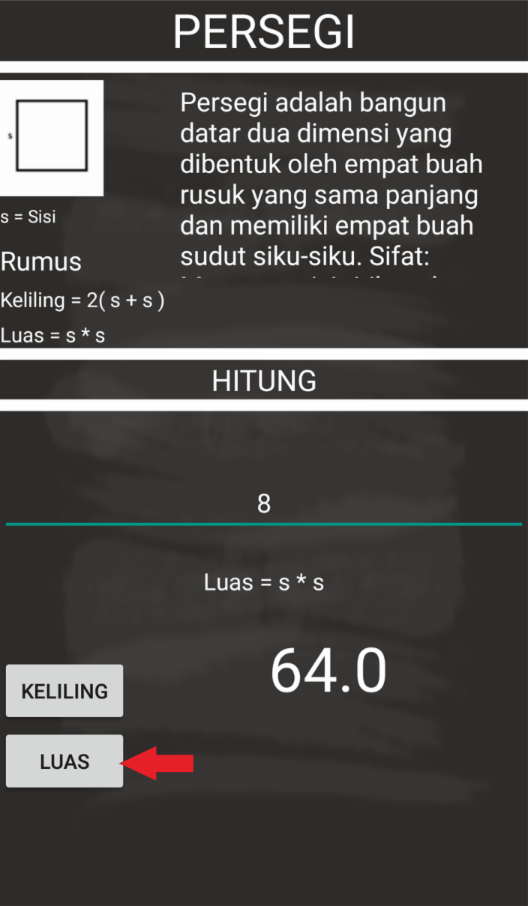 PERSEGI
s
s = Sisi
Rumus
Keliling = 2( s + s )
Luas = s * s
Persegi adalah bangun
datar dua dimensi yang
dibentuk oleh empat buah
rusuk yang sama panjang
dan memiliki empat buah
sudut siku-siku. Sifat:
HITUNG
8
Luas = s * s
64.0
KELILING
LUAS